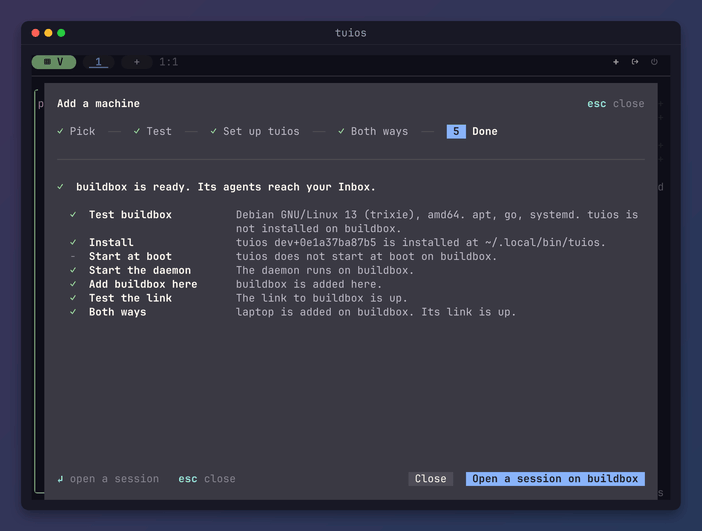 tuios
V 1 + 1:1
p
Add a machine esc close
✓ Pick ✓ Test ✓ Set up tuios ✓ Both ways 5 Done
✓ buildbox is ready. Its agents reach your Inbox.
✓ Test buildbox Debian GNU/Linux 13 (trixie), amd64. apt, go, systemd. tuios is
not installed on buildbox.
✓ Install tuios dev+0e1a37ba87b5 is installed at ~/.local/bin/tuios.
- Start at boot tuios does not start at boot on buildbox.
✓ Start the daemon The daemon runs on buildbox.
✓ Add buildbox here buildbox is added here.
✓ Test the link The link to buildbox is up.
✓ Both ways laptop is added on buildbox. Its link is up.
↲ open a session esc close Close Open a session on buildbox